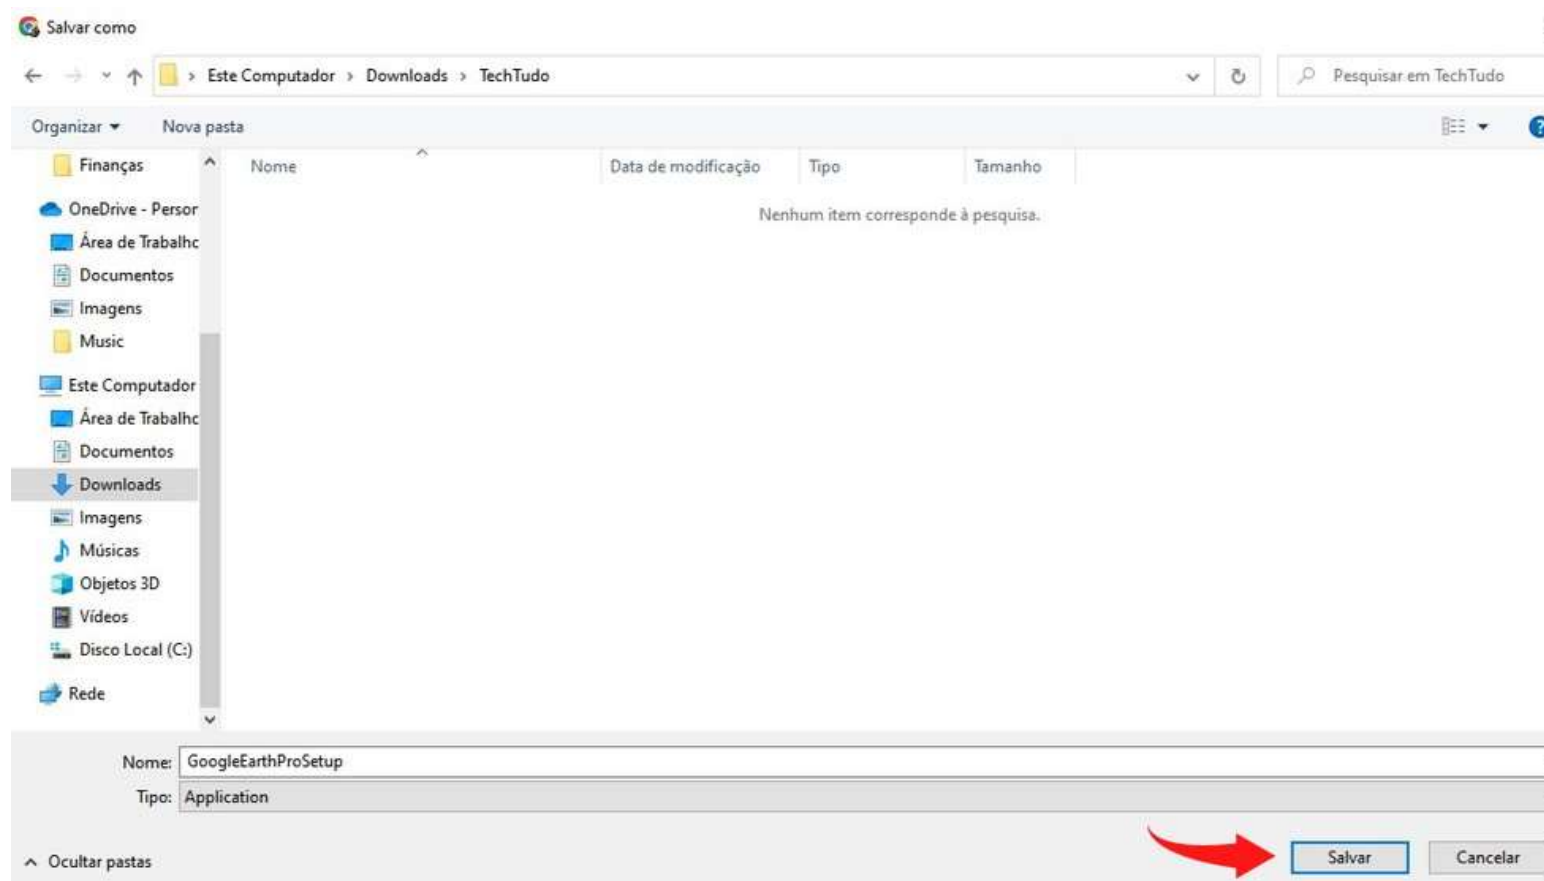 Salvar como
Este Computador > Downloads > TechTudo
Pesquisar em TechTudo
Organizar
Nova pasta
Finanças
OneDrive - Persor
Área de Trabalhc
Documentos
Imagens
Music
Este Computador
Área de Trabalhc
Documentos
Downloads
Imagens
Músicas
Objetos 3D
Vídeos
Disco Local (C:)
Rede
Nome
Data de modificação
Tipo
Tamanho
Nenhum item corresponde à pesquisa.
Nome: GoogleEarthProSetup
Tipo: Application
Ocultar pastas
Salvar
Cancelar